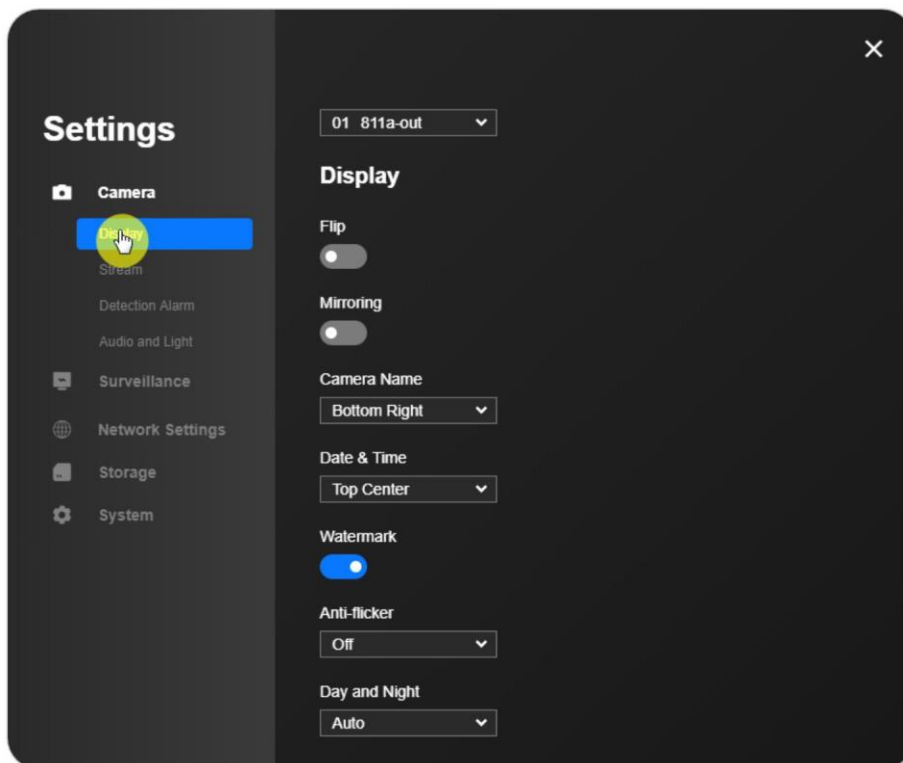 Settings
Camera
Display
Stream
Detection Alarm
Audio and Light
Surveillance
Network Settings
Storage
System
01 811a-out
Display
Flip
Mirroring
Camera Name
Bottom Right
Date & Time
Top Center
Watermark
Anti-flicker
Off
Day and Night
Auto